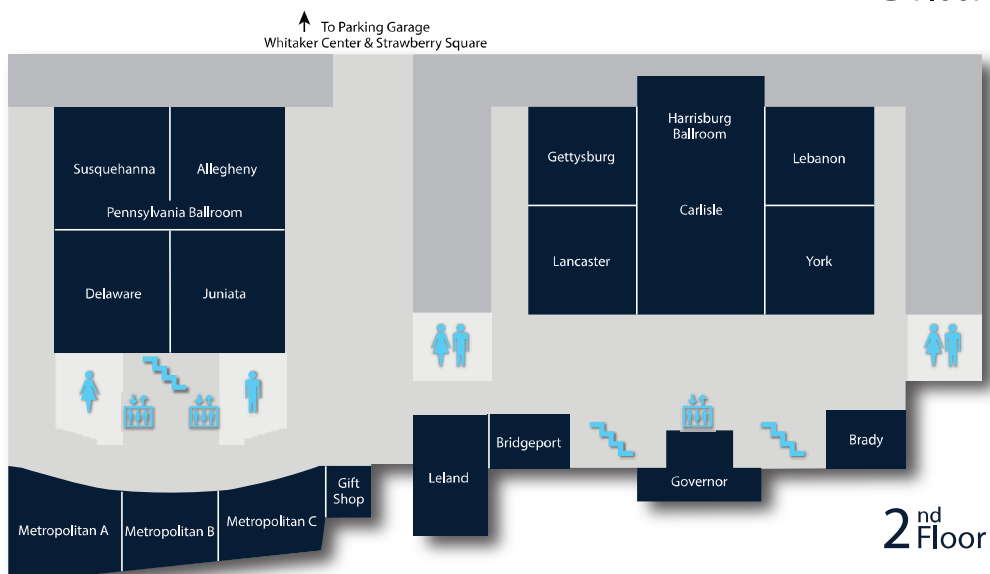 To Parking Garage
Whitaker Center & Strawberry Square
Susquehanna
Allegheny
Pennsylvania Ballroom
Delaware
Juniata
Gettysburg
Harrisburg
Ballroom
Lebanon
Carlisle
Lancaster
York
Metropolitan A
Metropolitan B
Metropolitan C
Gift
Shop
Leland
Bridgeport
Governor
Brady
2nd
Floor